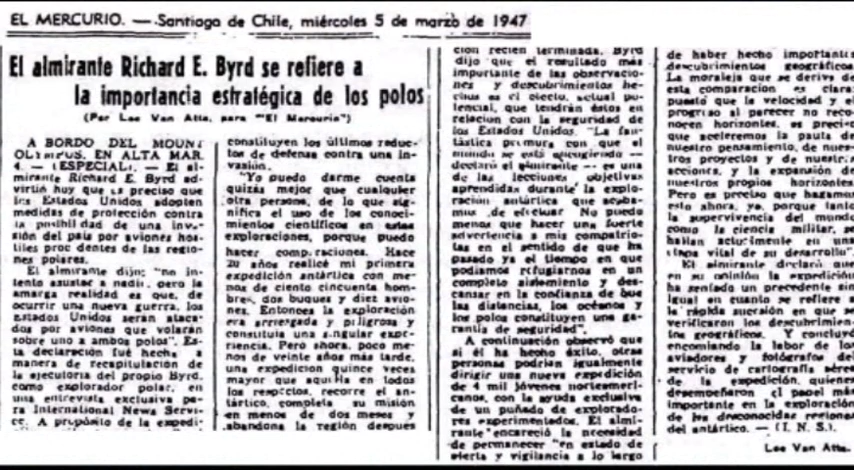 EL MERCURIO. — Santiago de Chile, miércoles 5 de marzo de 1947
El almirante Richard E. Byrd se refiere a
la importancia estratégica de los polos
(Por Lee Van Atta, para "El Mercurio")
A BORDO DEL MOUNT
OLYMPUS, EN ALTA MAR,
4. — (ESPECIAL). — El al-
mirante Richard E. Byrd ad-
virtió hoy que es preciso que
los Estados Unidos adopten
medidas de protección contra
la posibilidad de una inva-
sión del país por aviones hos-
tiles procedentes de las regio-
nes polares.
El almirante dijo: "no in-
tento asustar a nadie, pero la
amarga realidad es que, de
ocurrir una nueva guerra, los
Estados Unidos serán ataca-
dos por aviones que volarán
sobre uno o ambos polos". Es-
ta declaración fué hecha a
manera de recapitulación de
la ejecutoria del propio Byrd,
como explorador polar, en
una entrevista exclusiva pa-
ra International News Servi-
ce. A propósito de la expedi-
constituyen los últimos reduc-
tos de defensa contra una in-
vasión.
"Yo puedo darme cuenta
quizás mejor que cualquier
otra persona, de lo que sig-
nifica el uso de los conoci-
mientos científicos en estas
exploraciones, porque puedo
hacer comparaciones. Hace
20 años realicé mi primera
expedición antártica con me-
nos de ciento cincuenta hom-
bres, dos buques y diez avio-
nes. Entonces la exploración
era arriesgada y peligrosa y
constituía una singular expe-
riencia. Pero ahora, poco me-
nos de veinte años más tarde,
una expedición quince veces
mayor que aquélla en todos
los respectos, recorre el an-
tártico, completa su misión
en menos de dos meses y
abandona la región después
ción recién terminada, Byrd
dijo que el resultado más
importante de las observacio-
nes y descubrimientos he-
chos es el efecto, actual po-
tencial, que tendrán éstos en
relación con la seguridad de
los Estados Unidos. "La fan-
tástica premura con que el
mundo se está encogiendo —
declaró el almirante — es una
de las lecciones objetivas
aprendidas durante la explo-
ración antártica que acaba-
mos de efectuar. No puedo
menos que hacer una fuerte
advertencia a mis compatrio-
tas en el sentido de que ha
pasado ya el tiempo en que
podíamos refugiarnos en un
completo aislamiento y des-
cansar en la confianza de que
las distancias, los océanos y
los polos constituyen una ga-
rantía de seguridad".
A continuación observó que
si él ha hecho éxito, otras
personas podrían igualmente
dirigir una nueva expedición
de 4 mil jóvenes norteameri-
canos, con la ayuda exclusiva
de un puñado de explorado-
res experimentados. El almi-
rante encareció la necesidad
de permanecer "en estado de
alerta y vigilancia a lo largo
de haber hecho importantes
descubrimientos geográficos.
La moraleja que se deriva de
esta comparación es clara:
puesto que la velocidad y el
progreso al parecer no reco-
nocen horizontes, es preciso
que aceleremos la pauta de
nuestro pensamiento, de nues-
tros proyectos y de nuestras
acciones, y la expansión de
nuestros propios horizontes.
Pero es preciso que hagamos
esto ahora, ya, porque tanto
la supervivencia del mundo
como la ciencia militar, se
hallan actualmente en una
etapa vital de su desarrollo".
El almirante declaró que
en su opinión la expedición
ha sentado un precedente sin
igual en cuanto se refiere a
la rápida sucesión en que se
verificaron los descubrimien-
tos geográficos. Y concluyó
encomiando la labor de los
aviadores y fotógrafos del
servicio de cartografía aérea
de la expedición, quienes
desempeñaron el papel más
importante en la exploración
de las desconocidas regiones
del antártico. — (I. N. S.).
Lee Van Atta.